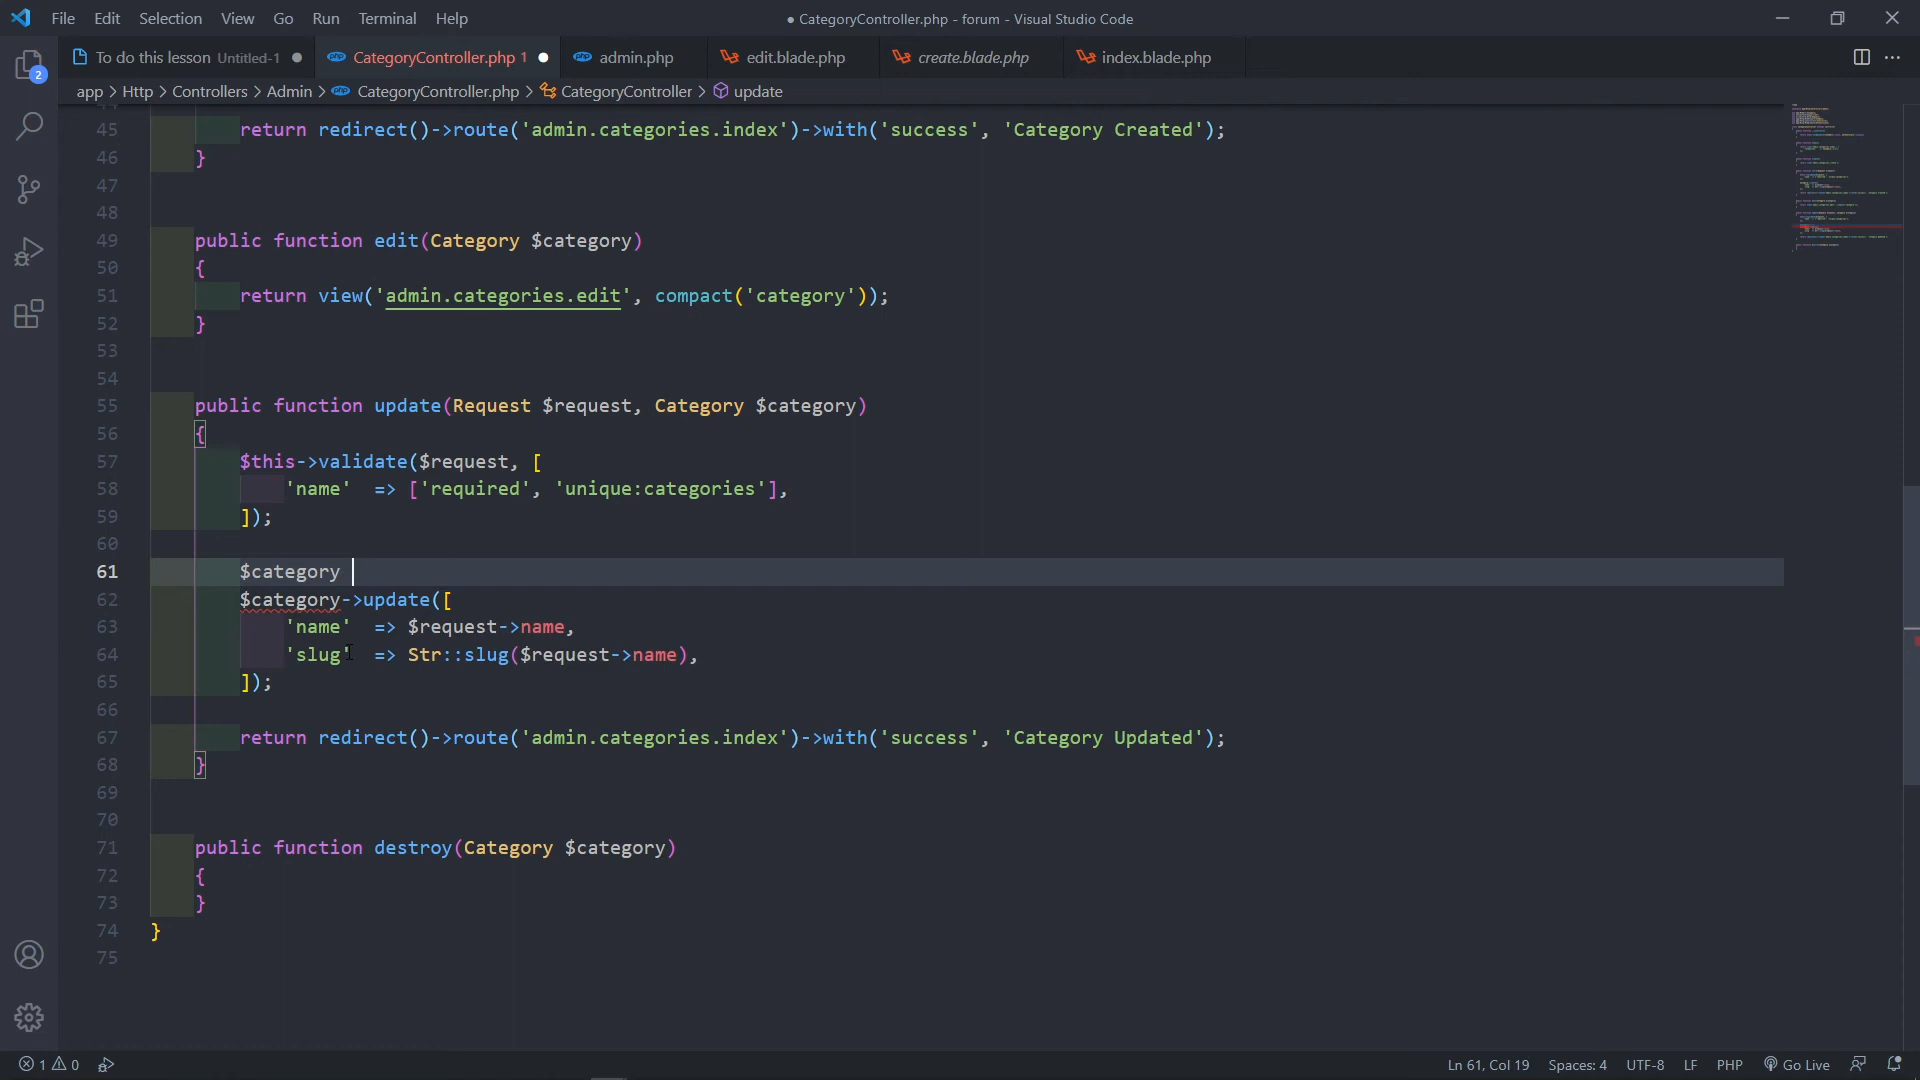 File Edit Selection View Go Run Terminal Help
● CategoryController.php - forum - Visual Studio Code
To do this lesson Untitled-1 ● CategoryController.php 1 ● admin.php edit.blade.php create.blade.php index.blade.php
app > Http > Controllers > Admin > CategoryController.php > CategoryController > update
2
45 return redirect()->route('admin.categories.index')->with('success', 'Category Created');
46 }
47
48
49 public function edit(Category $category)
50 {
51 return view('admin.categories.edit', compact('category'));
52 }
53
54
55 public function update(Request $request, Category $category)
56 {
57 $this->validate($request, [
58 'name' => ['required', 'unique:categories'],
59 ]);
60
61 $category
62 $category->update([
63 'name' => $request->name,
64 'slug' => Str::slug($request->name),
65 ]);
66
67 return redirect()->route('admin.categories.index')->with('success', 'Category Updated');
68 }
69
70
71 public function destroy(Category $category)
72 {
73 }
74 }
75
1 0 Ln 61, Col 19 Spaces: 4 UTF-8 LF PHP Go Live